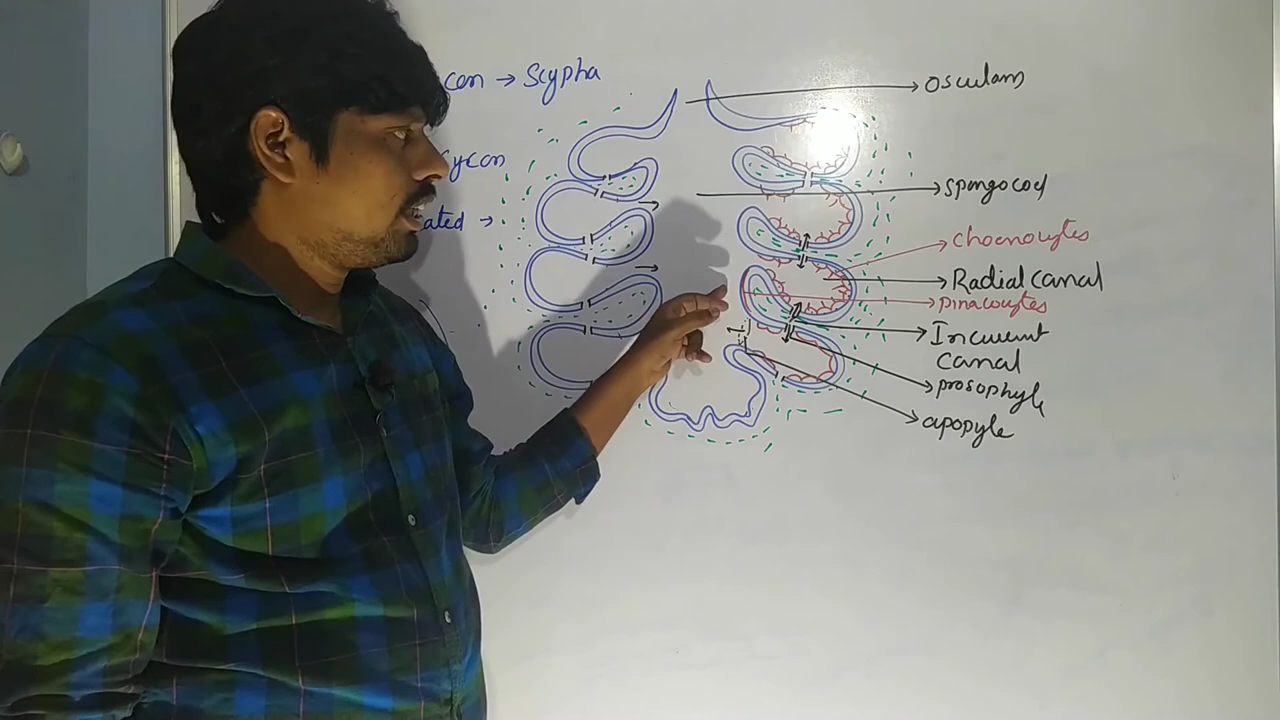 con → Scypha
ycon
ated →
osculam
spongocoel
choenocytes
Radial canal
pinacocytes
Incurrent
canal
prosophyle
apopyle